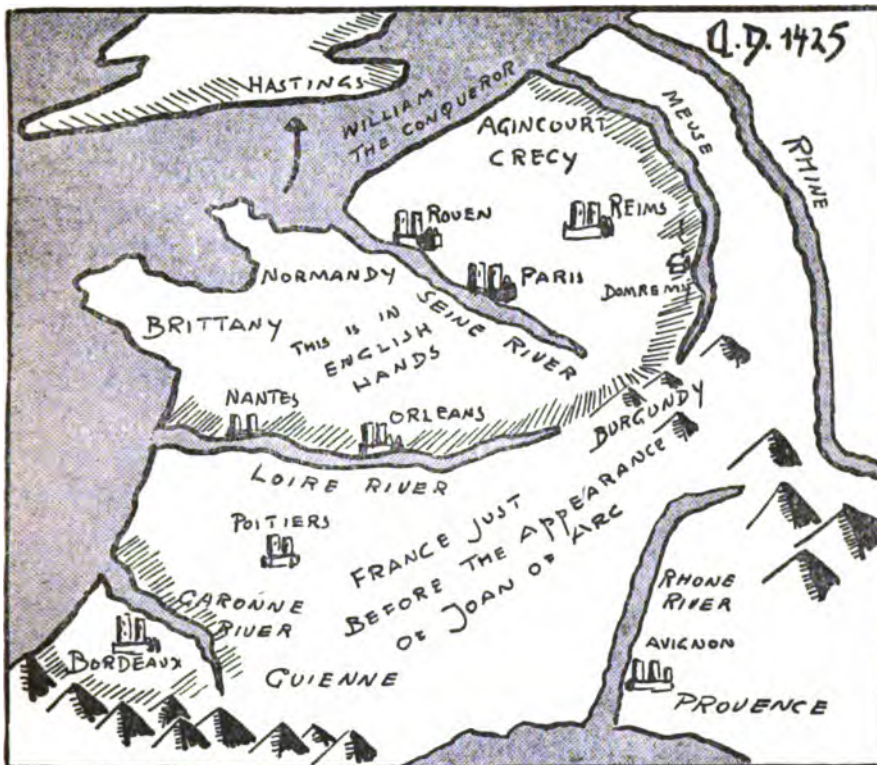 A.D. 1425
HASTINGS
WILLIAM
THE CONQUEROR
AGINCOURT
CRECY
MEUSE
RHINE
ROUEN
REIMS
PARIS
DOMREMY
NORMANDY
BRITTANY
THIS IS IN
ENGLISH
HANDS
SEINE RIVER
NANTES
ORLEANS
BURGUNDY
LOIRE RIVER
POITIERS
FRANCE JUST
BEFORE THE APPEARANCE
OF JOAN OF ARC
GARONNE
RIVER
RHONE
RIVER
BORDEAUX
GUIENNE
AVIGNON
PROVENCE